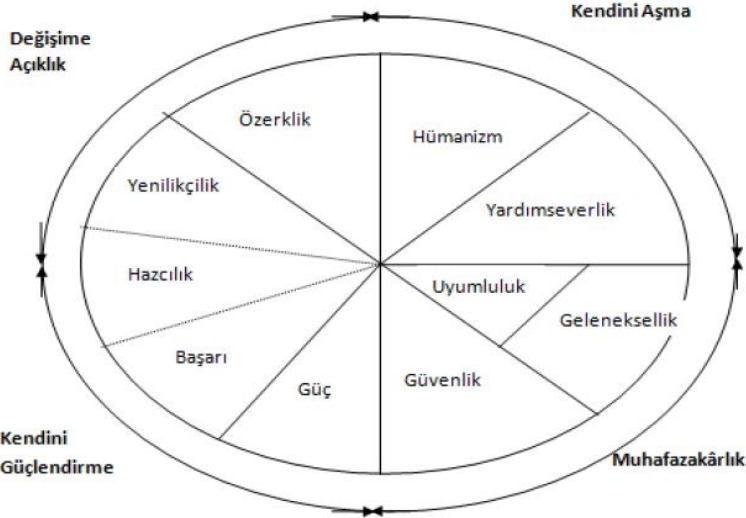 Kendini Aşma
Değişime
Açıklık
Özerklik
Hümanizm
Yenilikçilik
Yardımseverlik
Hazcılık
Uyumluluk
Geleneksellik
Başarı
Güç
Güvenlik
Kendini
Güçlendirme
Muhafazakârlık